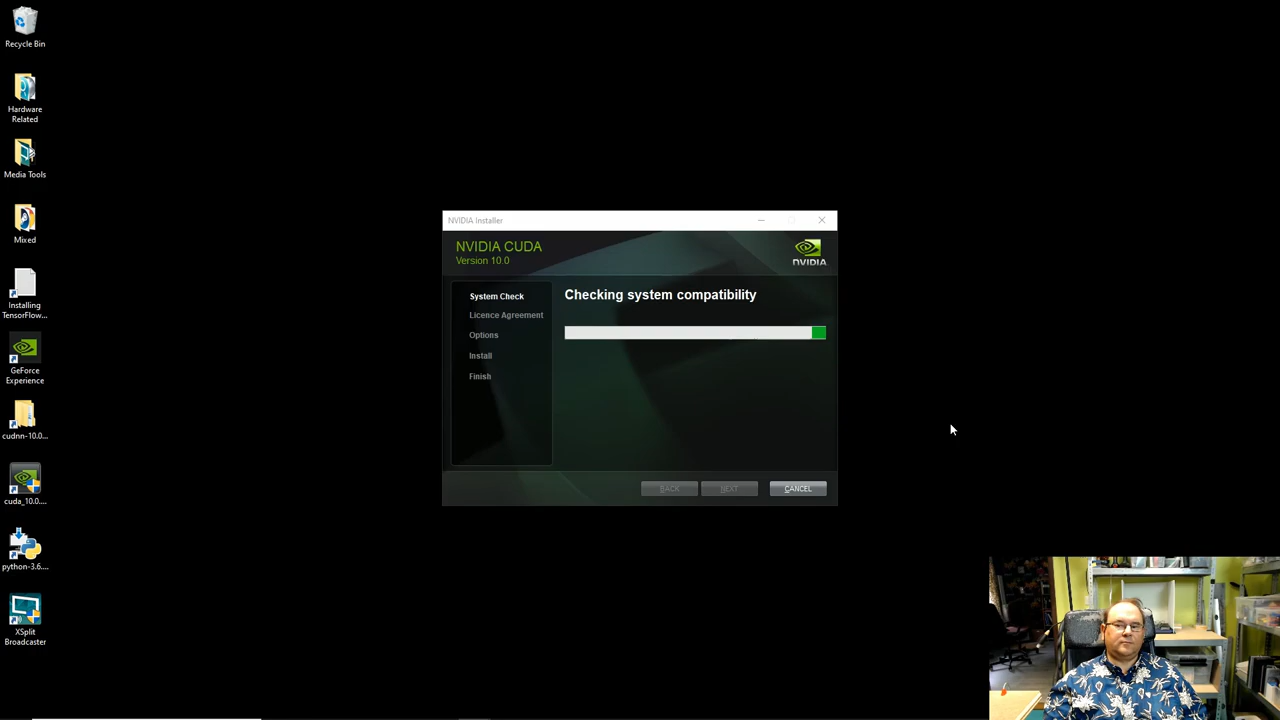 Recycle Bin
Hardware
Related
Media Tools
Mixed
Installing
TensorFlow...
GeForce
Experience
cudnn-10.0...
cuda_10.0....
python-3.6....
XSplit
Broadcaster
NVIDIA Installer
NVIDIA CUDA
Version 10.0
NVIDIA.
System Check
Licence Agreement
Options
Install
Finish
Checking system compatibility
BACK
NEXT
CANCEL